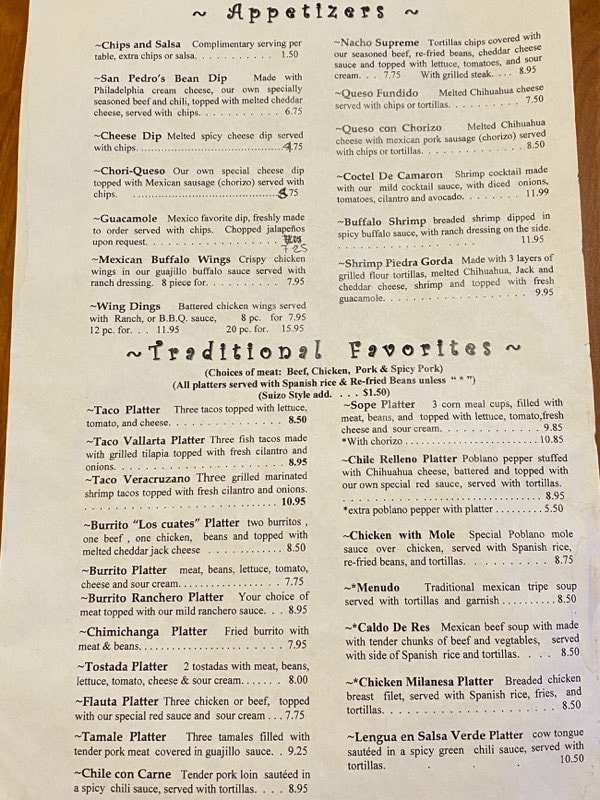 ~ Appetizers ~
~Chips and Salsa Complimentary serving per
table, extra chips or salsa. . . . . . . . . . . . 1.50
~San Pedro's Bean Dip Made with
Philadelphia cream cheese, our own specially
seasoned beef and chili, topped with melted cheddar
cheese, served with chips. . . . . . . . . . . . 6.75
~Cheese Dip Melted spicy cheese dip served
with chips. .......................................... .75
~Chori-Queso Our own special cheese dip
topped with Mexican sausage (chorizo) served with
chips. .............................................. 8.75
~Guacamole Mexico favorite dip, freshly made
to order served with chips. Chopped jalapeños
upon request. . . . . . . . . . . . . . . . . .
7.25
~Mexican Buffalo Wings Crispy chicken
wings in our guajillo buffalo sauce served with
ranch dressing. 8 piece for. . . . . . . . . . 7.95
~Wing Dings Battered chicken wings served
with Ranch, or B.B.Q. sauce, 8 pc. for 7.95
12 pc. for. . . 11.95 20 pc. for. 15.95
~Nacho Supreme Tortillas chips covered with
our seasoned beef, re-fried beans, cheddar cheese
sauce and topped with lettuce, tomatoes, and sour
cream. . . 7.75 With grilled steak. . . . 8.95
~Queso Fundido Melted Chihuahua cheese
served with chips or tortillas. . . . . . . . . . . 7.50
~Queso con Chorizo Melted Chihuahua
cheese with mexican pork sausage (chorizo) served
with chips or tortillas. . . . . . . . . . . . . . 8.50
~Coctel De Camaron Shrimp cocktail made
with our mild cocktail sauce, with diced onions,
tomatoes, cilantro and avocado. . . . . . . . . 11.99
~Buffalo Shrimp breaded shrimp dipped in
spicy buffalo sauce, with ranch dressing on the side.
. . . . . . . . . . . . . . . . . . . . . . . . 11.95
~Shrimp Piedra Gorda Made with 3 layers of
grilled flour tortillas, melted Chihuahua, Jack and
cheddar cheese, shrimp and topped with fresh
guacamole. . . . . . . . . . . . . . . . . . . 9.95
~ Traditional Favorites ~
(Choices of meat: Beef, Chicken, Pork & Spicy Pork)
(All platters served with Spanish rice & Re-fried Beans unless “ * ”)
(Suizo Style add. . . . $1.50)
~Taco Platter Three tacos topped with lettuce,
tomato, and cheese. . . . . . . . . . . . . . . 8.50
~Taco Vallarta Platter Three fish tacos made
with grilled tilapia topped with fresh cilantro and
onions. . . . . . . . . . . . . . . . . . . . . . 8.95
~Taco Veracruzano Three grilled marinated
shrimp tacos topped with fresh cilantro and onions.
. . . . . . . . . . . . . . . . . . . . . . . . 10.95
~Burrito "Los cuates" Platter two burritos ,
one beef , one chicken, beans and topped with
melted cheddar jack cheese . . . . . . . . . . 8.50
~Burrito Platter meat, beans, lettuce, tomato,
cheese and sour cream. . . . . . . . . . . . . 7.75
~Burrito Ranchero Platter Your choice of
meat topped with our mild ranchero sauce. . . 8.95
~Chimichanga Platter Fried burrito with
meat & beans. . . . . . . . . . . . . . . . . . 7.95
~Tostada Platter 2 tostadas with meat, beans,
lettuce, tomato, cheese & sour cream. . . . . . 8.00
~Flauta Platter Three chicken or beef, topped
with our special red sauce and sour cream . . . 7.75
~Tamale Platter Three tamales filled with
tender pork meat covered in guajillo sauce. . 9.25
~Chile con Carne Tender pork loin sautéed in
a spicy chili sauce, served with tortillas. . . 8.95
~Sope Platter 3 corn meal cups, filled with
meat, beans, and topped with lettuce, tomato,fresh
cheese and sour cream. . . . . . . . . . . . . 9.85
*With chorizo ................................... 10.85
~Chile Relleno Platter Poblano pepper stuffed
with Chihuahua cheese, battered and topped with
our own special red sauce, served with tortillas.
. . . . . . . . . . . . . . . . . . . . . . . . 8.95
*extra poblano pepper with platter ............ 5.50
~Chicken with Mole Special Poblano mole
sauce over chicken, served with Spanish rice,
re-fried beans, and tortillas. . . . . . . . . . 8.75
~*Menudo Traditional mexican tripe soup
served with tortillas and garnish .......... 8.50
~*Caldo De Res Mexican beef soup with made
with tender chunks of beef and vegtables, served
with side of Spanish rice and tortillas. . . . . 8.50
~*Chicken Milanesa Platter Breaded chicken
breast filet, served with Spanish rice, fries, and
tortillas. . . . . . . . . . . . . . . . . . . . 8.50
~Lengua en Salsa Verde Platter cow tongue
sautéed in a spicy green chili sauce, served with
tortillas. . . . 10.50